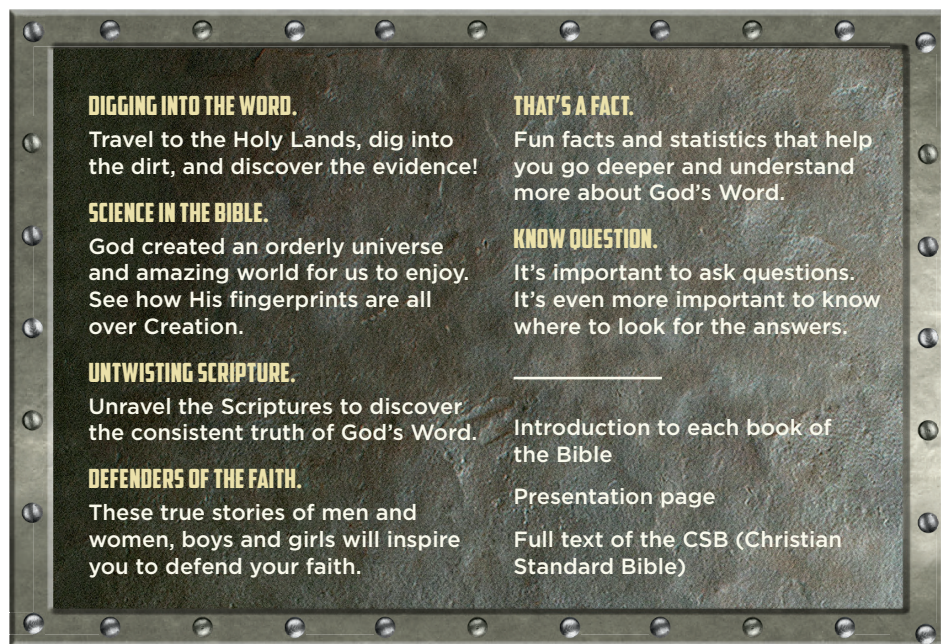 DIGGING INTO THE WORD.
Travel to the Holy Lands, dig into
the dirt, and discover the evidence!
SCIENCE IN THE BIBLE.
God created an orderly universe
and amazing world for us to enjoy.
See how His fingerprints are all
over Creation.
UNTWISTING SCRIPTURE.
Unravel the Scriptures to discover
the consistent truth of God's Word.
DEFENDERS OF THE FAITH.
These true stories of men and
women, boys and girls will inspire
you to defend your faith.
THAT'S A FACT.
Fun facts and statistics that help
you go deeper and understand
more about God's Word.
KNOW QUESTION.
It's important to ask questions.
It's even more important to know
where to look for the answers.
Introduction to each book of
the Bible
Presentation page
Full text of the CSB (Christian
Standard Bible)